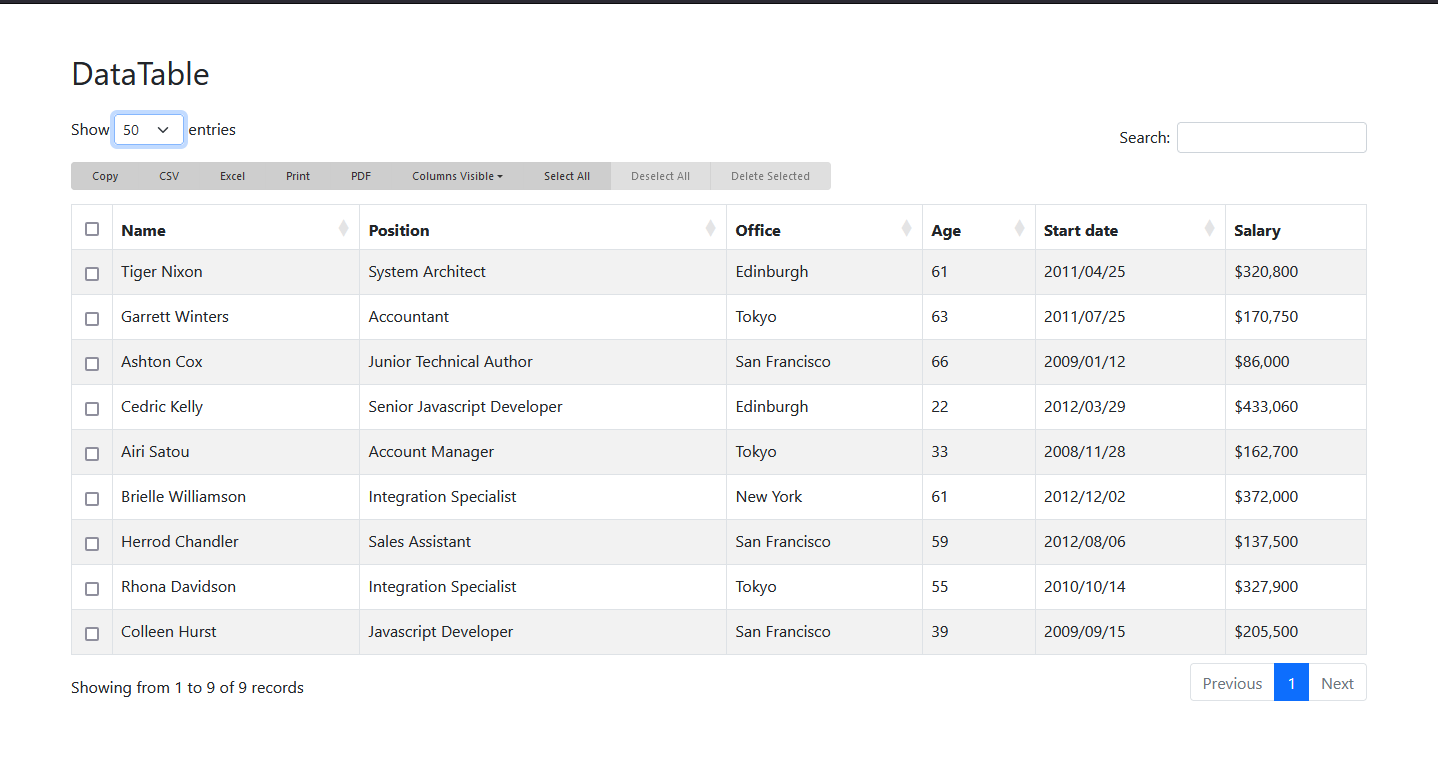 DataTable
Show 50 entries
Search:
Copy CSV Excel Print PDF Columns Visible Select All Deselect All Delete Selected
Name Position Office Age Start date Salary
Tiger Nixon System Architect Edinburgh 61 2011/04/25 $320,800
Garrett Winters Accountant Tokyo 63 2011/07/25 $170,750
Ashton Cox Junior Technical Author San Francisco 66 2009/01/12 $86,000
Cedric Kelly Senior Javascript Developer Edinburgh 22 2012/03/29 $433,060
Airi Satou Account Manager Tokyo 33 2008/11/28 $162,700
Brielle Williamson Integration Specialist New York 61 2012/12/02 $372,000
Herrod Chandler Sales Assistant San Francisco 59 2012/08/06 $137,500
Rhona Davidson Integration Specialist Tokyo 55 2010/10/14 $327,900
Colleen Hurst Javascript Developer San Francisco 39 2009/09/15 $205,500
Showing from 1 to 9 of 9 records
Previous 1 Next